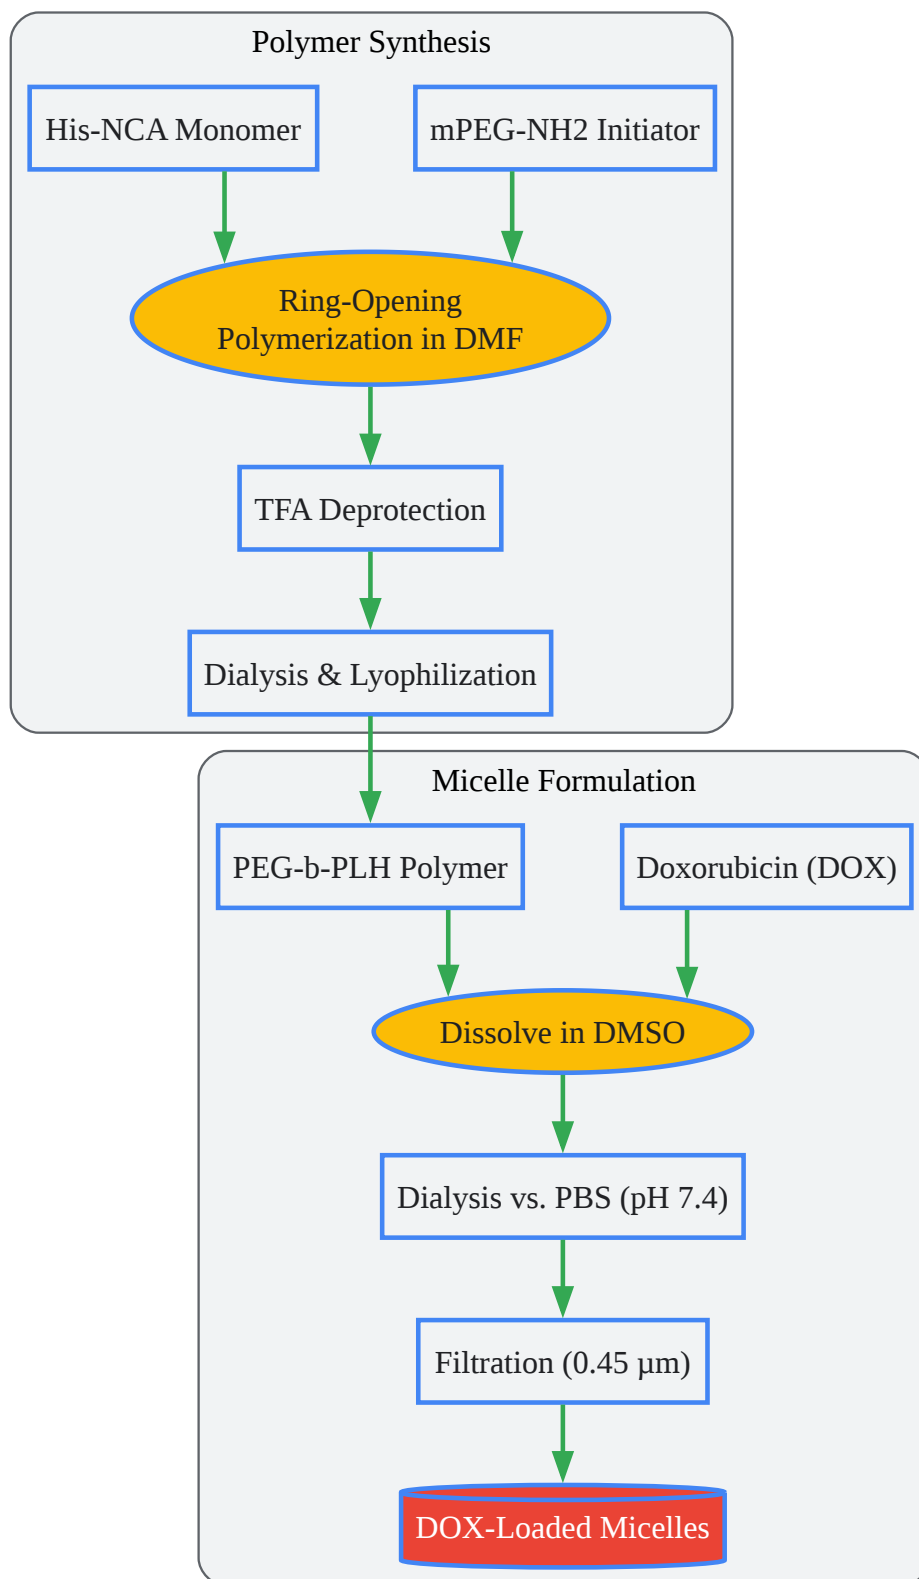 Polymer Synthesis
His-NCA Monomer
mPEG-NH2 Initiator
Ring-Opening
Polymerization in DMF
TFA Deprotection
Dialysis & Lyophilization
Micelle Formulation
PEG-b-PLH Polymer
Doxorubicin (DOX)
Dissolve in DMSO
Dialysis vs. PBS (pH 7.4)
Filtration (0.45 µm)
DOX-Loaded Micelles